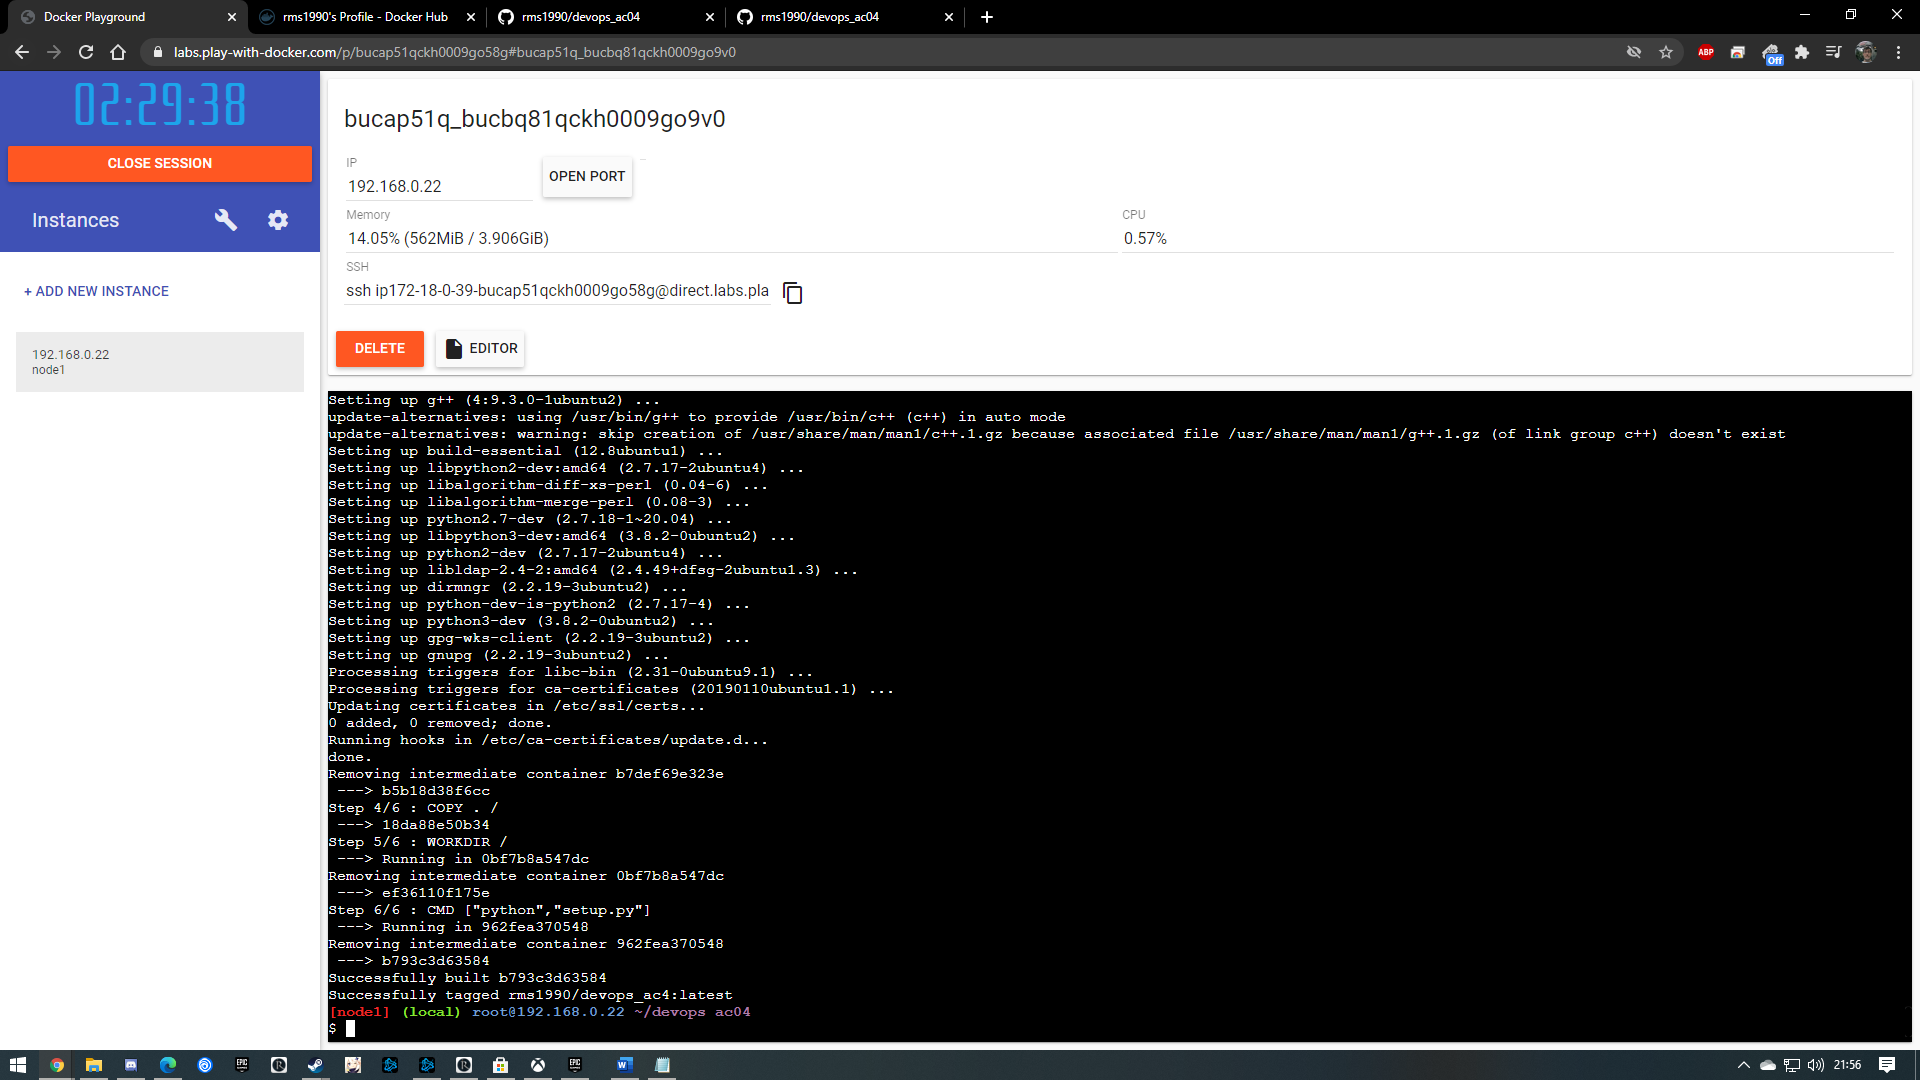 Docker Playground
rms1990's Profile - Docker Hub
rms1990/devops_ac04
rms1990/devops_ac04
labs.play-with-docker.com/p/bucap51qckh0009go58g#bucap51q_bucbq81qckh0009go9v0
ABP
Off
02:29:38
CLOSE SESSION
Instances
+ ADD NEW INSTANCE
192.168.0.22
node1
bucap51q_bucbq81qckh0009go9v0
IP
192.168.0.22
OPEN PORT
Memory
14.05% (562MiB / 3.906GiB)
CPU
0.57%
SSH
ssh ip172-18-0-39-bucap51qckh0009go58g@direct.labs.pla
DELETE
EDITOR
Setting up g++ (4:9.3.0-1ubuntu2) ...
update-alternatives: using /usr/bin/g++ to provide /usr/bin/c++ (c++) in auto mode
update-alternatives: warning: skip creation of /usr/share/man/man1/c++.1.gz because associated file /usr/share/man/man1/g++.1.gz (of link group c++) doesn't exist
Setting up build-essential (12.8ubuntu1) ...
Setting up libpython2-dev:amd64 (2.7.17-2ubuntu4) ...
Setting up libalgorithm-diff-xs-perl (0.04-6) ...
Setting up libalgorithm-merge-perl (0.08-3) ...
Setting up python2.7-dev (2.7.18-1~20.04) ...
Setting up libpython3-dev:amd64 (3.8.2-0ubuntu2) ...
Setting up python2-dev (2.7.17-2ubuntu4) ...
Setting up libldap-2.4-2:amd64 (2.4.49+dfsg-2ubuntu1.3) ...
Setting up dirmngr (2.2.19-3ubuntu2) ...
Setting up python-dev-is-python2 (2.7.17-4) ...
Setting up python3-dev (3.8.2-0ubuntu2) ...
Setting up gpg-wks-client (2.2.19-3ubuntu2) ...
Setting up gnupg (2.2.19-3ubuntu2) ...
Processing triggers for libc-bin (2.31-0ubuntu9.1) ...
Processing triggers for ca-certificates (20190110ubuntu1.1) ...
Updating certificates in /etc/ssl/certs...
0 added, 0 removed; done.
Running hooks in /etc/ca-certificates/update.d...
done.
Removing intermediate container b7def69e323e
---> b5b18d38f6cc
Step 4/6 : COPY . /
---> 18da88e50b34
Step 5/6 : WORKDIR /
---> Running in 0bf7b8a547dc
Removing intermediate container 0bf7b8a547dc
---> ef36110f175e
Step 6/6 : CMD ["python","setup.py"]
---> Running in 962fea370548
Removing intermediate container 962fea370548
---> b793c3d63584
Successfully built b793c3d63584
Successfully tagged rms1990/devops_ac4:latest
[node1] (local) root@192.168.0.22 ~/devops_ac04
$
21:56